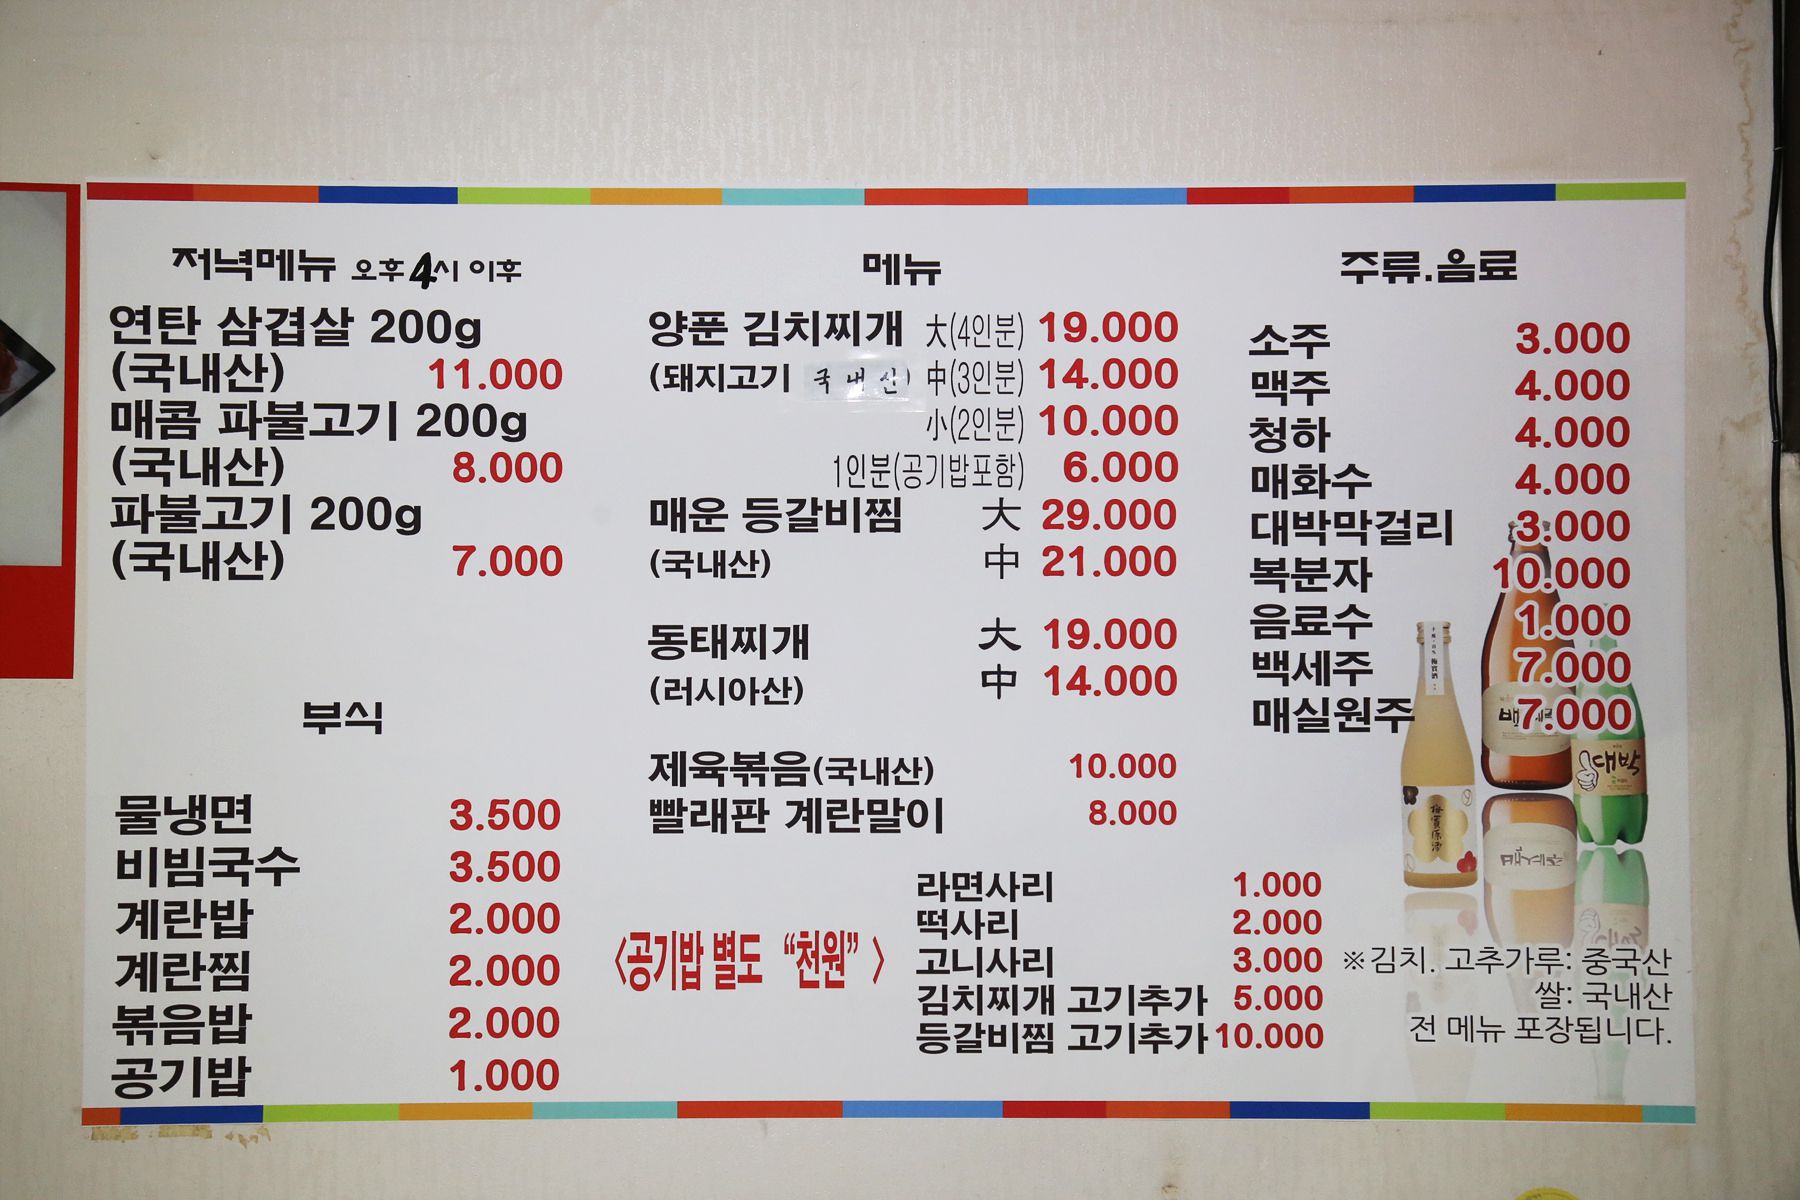 저녁메뉴 오후 4시 이후
연탄 삼겹살 200g
(국내산) 11.000
매콤 파불고기 200g
(국내산) 8.000
파불고기 200g
(국내산) 7.000
부식
물냉면 3.500
비빔국수 3.500
계란밥 2.000
계란찜 2.000
볶음밥 2.000
공기밥 1.000
메뉴
양푼 김치찌개 大(4인분) 19.000
(돼지고기 국내산) 中(3인분) 14.000
小(2인분) 10.000
1인분(공기밥포함) 6.000
매운 등갈비찜 大 29.000
(국내산) 中 21.000
동태찌개 大 19.000
(러시아산) 中 14.000
제육볶음(국내산) 10.000
빨래판 계란말이 8.000
<공기밥 별도 “천원” >
라면사리 1.000
떡사리 2.000
고니사리 3.000
김치찌개 고기추가 5.000
등갈비찜 고기추가 10.000
주류.음료
소주 3.000
맥주 4.000
청하 4.000
매화수 4.000
대박막걸리 3.000
복분자 10.000
음료수 1.000
백세주 7.000
매실원주 7.000
대박
梅實原酒
※김치. 고추가루: 중국산
쌀: 국내산
전 메뉴 포장됩니다.